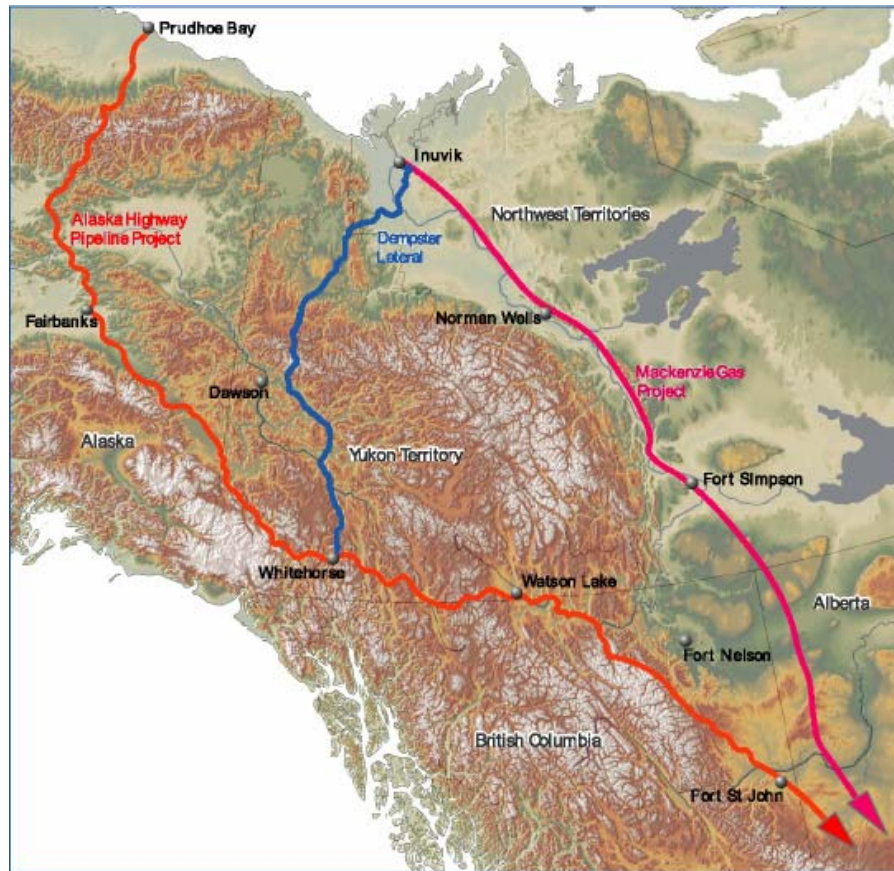 Prudhoe Bay
Inuvik
Northwest Territories
Alaska Highway
Pipeline Project
Dempster
Lateral
Fairbanks
Norman Wells
Dawson
Mackenzie Gas
Project
Alaska
Yukon Territory
Fort Simpson
Whitehorse
Watson Lake
Alberta
Fort Nelson
British Columbia
Fort St John